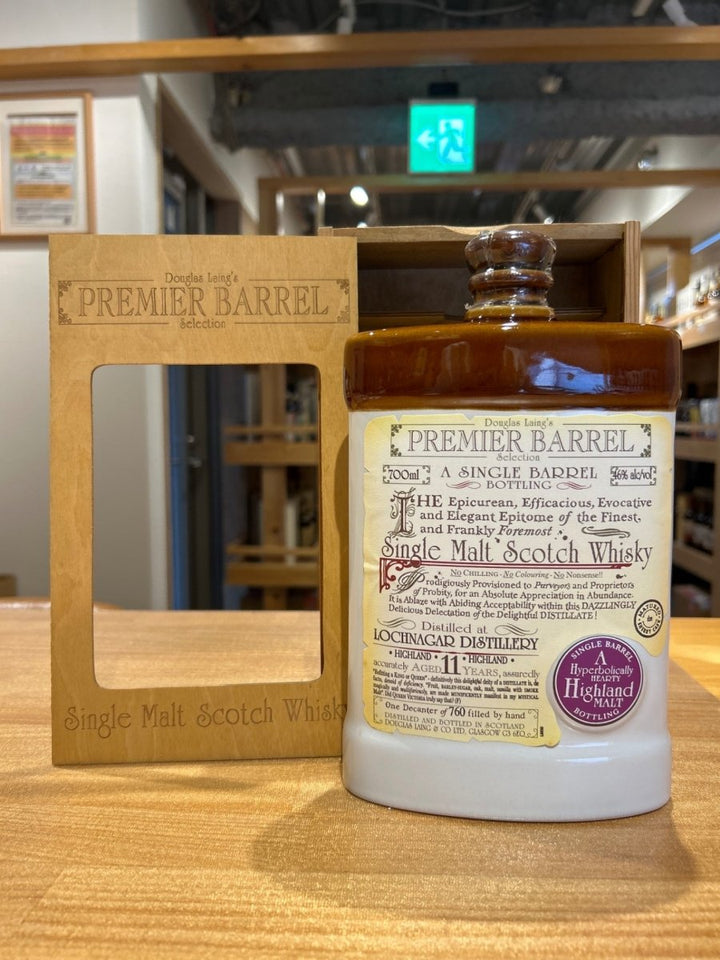 Douglas Laing's
PREMIER BARREL
Selection
Single Malt Scotch Whisky
Douglas Laing's
PREMIER BARREL
Selection
700ml
A SINGLE BARREL
BOTTLING
46% alc/vol
THE Epicurean, Efficacious, Evocative
and Elegant Epitome of the Finest,
and Frankly Foremost
Single Malt Scotch Whisky
No CHILLING - No Colouring - No Nonsense!!
Prodigiously Provisioned to Purveyors and Proprietors
of Probity, for an Absolute Appreciation in Abundance.
It is Ablaze with Abiding Acceptability within this DAZZLINGLY
Delicious Delectation of the Delightful DISTILLATE!
MATURED
in
Distilled at
LOCHNAGAR DISTILLERY
• HIGHLAND • 11 • HIGHLAND •
accurately AGED YEARS, assuredly
One Decanter of 760 filled by hand
DISTILLED AND BOTTLED IN SCOTLAND
DOUGLAS LAING & CO LTD, GLASGOW G3 6EQ
SINGLE BARREL
A
Hyperbolically
HEARTY
Highland
MALT
BOTTLING